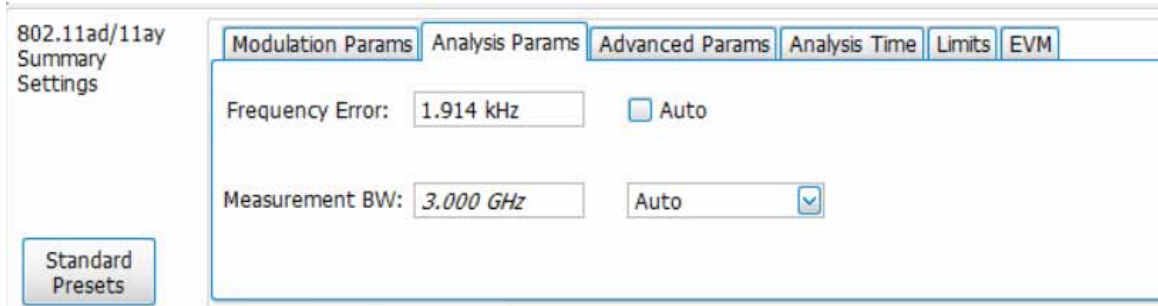 802.11ad/11ay
Summary
Settings
Modulation Params Analysis Params Advanced Params Analysis Time Limits EVM
Frequency Error: 1.914 kHz Auto
Measurement BW: 3.000 GHz Auto
Standard
Presets